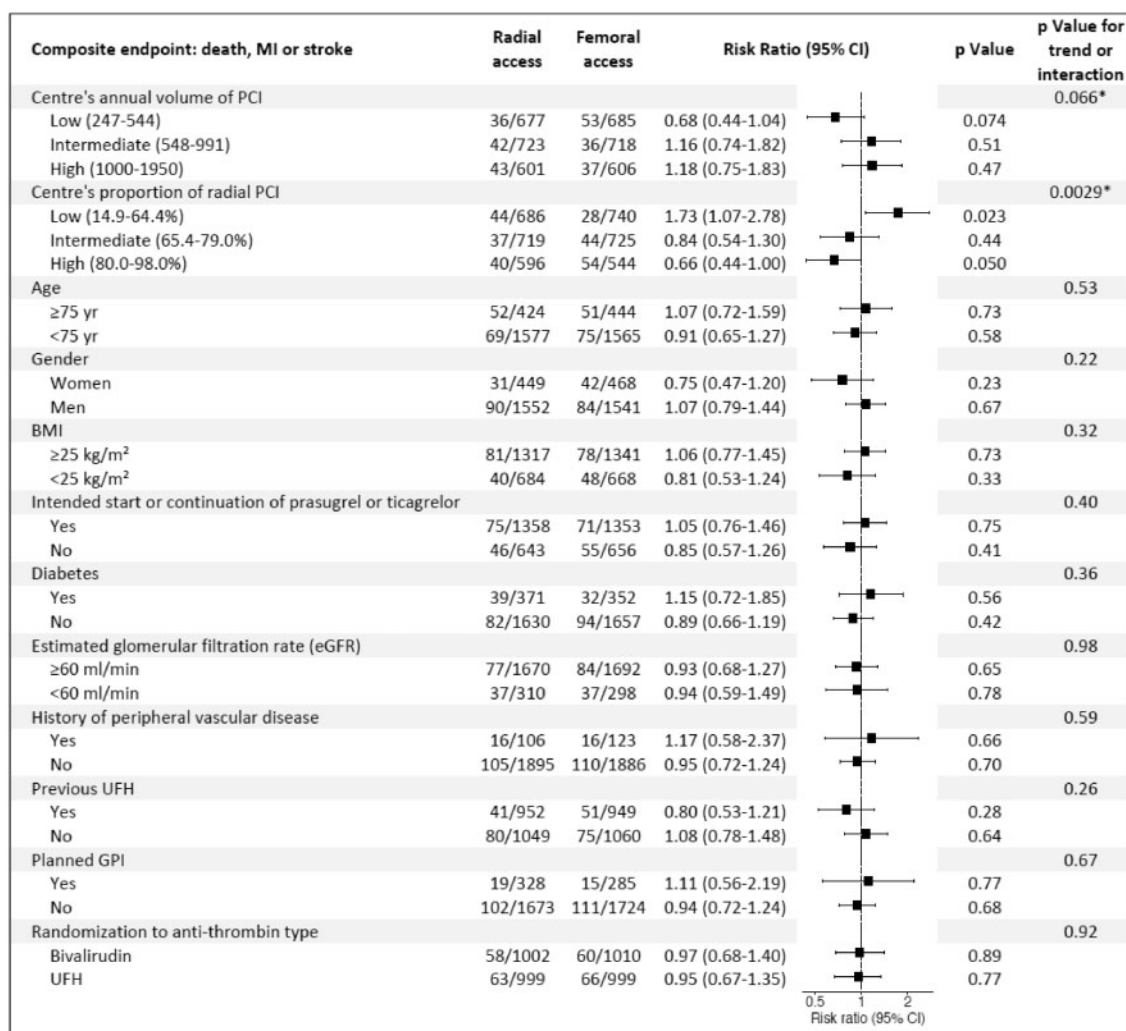 Composite endpoint: death, MI or stroke Radial access Femoral access Risk Ratio (95% CI) p Value p Value for trend or interaction
Centre's annual volume of PCI 0.066*
Low (247-544) 36/677 53/685 0.68 (0.44-1.04) 0.074
Intermediate (548-991) 42/723 36/718 1.16 (0.74-1.82) 0.51
High (1000-1950) 43/601 37/606 1.18 (0.75-1.83) 0.47
Centre's proportion of radial PCI 0.0029*
Low (14.9-64.4%) 44/686 28/740 1.73 (1.07-2.78) 0.023
Intermediate (65.4-79.0%) 37/719 44/725 0.84 (0.54-1.30) 0.44
High (80.0-98.0%) 40/596 54/544 0.66 (0.44-1.00) 0.050
Age 0.53
≥75 yr 52/424 51/444 1.07 (0.72-1.59) 0.73
<75 yr 69/1577 75/1565 0.91 (0.65-1.27) 0.58
Gender 0.22
Women 31/449 42/468 0.75 (0.47-1.20) 0.23
Men 90/1552 84/1541 1.07 (0.79-1.44) 0.67
BMI 0.32
≥25 kg/m² 81/1317 78/1341 1.06 (0.77-1.45) 0.73
<25 kg/m² 40/684 48/668 0.81 (0.53-1.24) 0.33
Intended start or continuation of prasugrel or ticagrelor 0.40
Yes 75/1358 71/1353 1.05 (0.76-1.46) 0.75
No 46/643 55/656 0.85 (0.57-1.26) 0.41
Diabetes 0.36
Yes 39/371 32/352 1.15 (0.72-1.85) 0.56
No 82/1630 94/1657 0.89 (0.66-1.19) 0.42
Estimated glomerular filtration rate (eGFR) 0.98
≥60 ml/min 77/1670 84/1692 0.93 (0.68-1.27) 0.65
<60 ml/min 37/310 37/298 0.94 (0.59-1.49) 0.78
History of peripheral vascular disease 0.59
Yes 16/106 16/123 1.17 (0.58-2.37) 0.66
No 105/1895 110/1886 0.95 (0.72-1.24) 0.70
Previous UFH 0.26
Yes 41/952 51/949 0.80 (0.53-1.21) 0.28
No 80/1049 75/1060 1.08 (0.78-1.48) 0.64
Planned GPI 0.67
Yes 19/328 15/285 1.11 (0.56-2.19) 0.77
No 102/1673 111/1724 0.94 (0.72-1.24) 0.68
Randomization to anti-thrombin type 0.92
Bivalirudin 58/1002 60/1010 0.97 (0.68-1.40) 0.89
UFH 63/999 66/999 0.95 (0.67-1.35) 0.77
0.5 1 2
Risk ratio (95% CI)